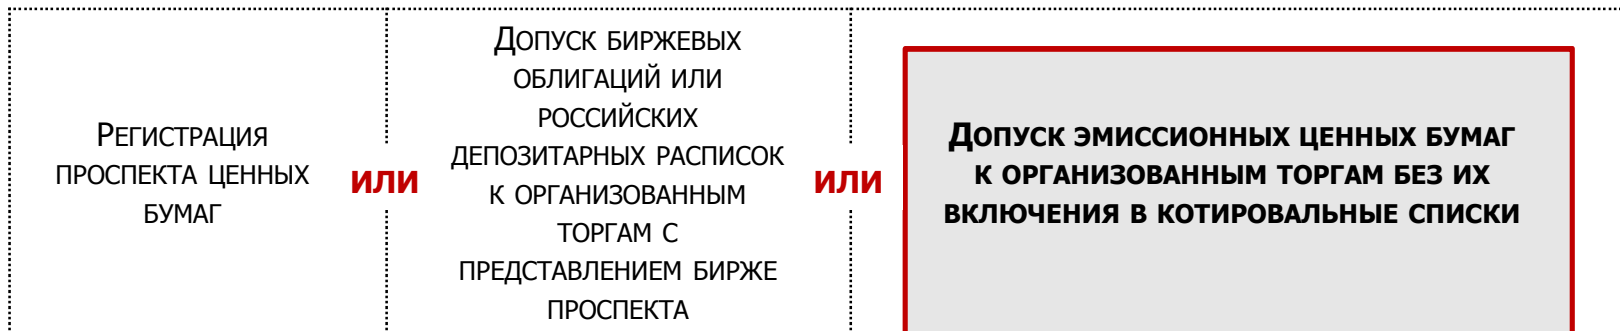 Регистрация
проспекта ценных
бумаг
или
Допуск биржевых
облигаций или
российских
депозитарных расписок
к организованным
торгам с
представлением бирже
проспекта
или
Допуск эмиссионных ценных бумаг
к организованным торгам без их
включения в котировальные списки